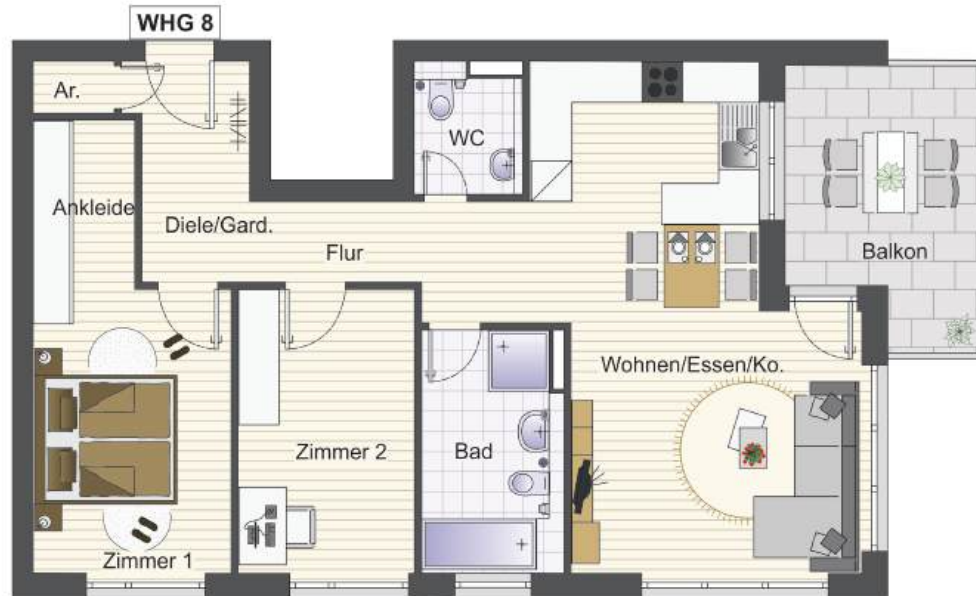 WHG 8
Ar.
WC
Ankleide
Diele/Gard.
Flur
Balkon
Wohnen/Essen/Ko.
Zimmer 2
Bad
Zimmer 1